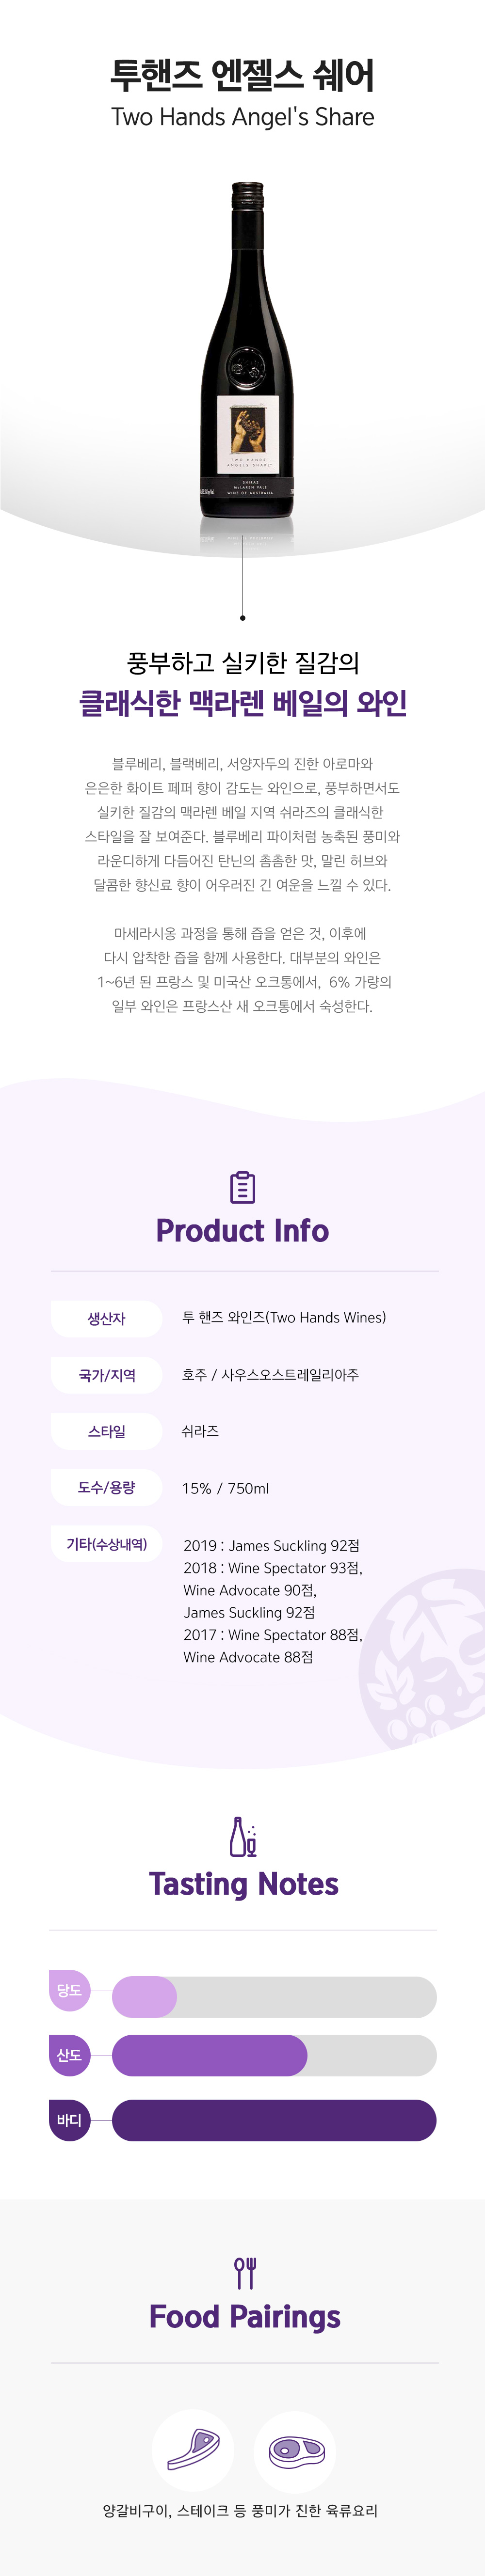 투핸즈 엔젤스 쉐어
Two Hands Angel's Share
TWO HANDS
ANGELS SHARE
SHIRAZ
McLAREN VALE
WINE OF AUSTRALIA
풍부하고 실키한 질감의
클래식한 맥라렌 베일의 와인
블루베리, 블랙베리, 서양자두의 진한 아로마와
은은한 화이트 페퍼 향이 감도는 와인으로, 풍부하면서도
실키한 질감의 맥라렌 베일 지역 쉬라즈의 클래식한
스타일을 잘 보여준다. 블루베리 파이처럼 농축된 풍미와
라운디하게 다듬어진 탄닌의 촘촘한 맛, 말린 허브와
달콤한 향신료 향이 어우러진 긴 여운을 느낄 수 있다.
마세라시옹 과정을 통해 즙을 얻은 것, 이후에
다시 압착한 즙을 함께 사용한다. 대부분의 와인은
1~6년 된 프랑스 및 미국산 오크통에서, 6% 가량의
일부 와인은 프랑스산 새 오크통에서 숙성한다.
Product Info
생산자 투 핸즈 와인즈(Two Hands Wines)
국가/지역 호주 / 사우스오스트레일리아주
스타일 쉬라즈
도수/용량 15% / 750ml
기타(수상내역) 2019 : James Suckling 92점
2018 : Wine Spectator 93점,
Wine Advocate 90점,
James Suckling 92점
2017 : Wine Spectator 88점,
Wine Advocate 88점
Tasting Notes
당도
산도
바디
Food Pairings
양갈비구이, 스테이크 등 풍미가 진한 육류요리